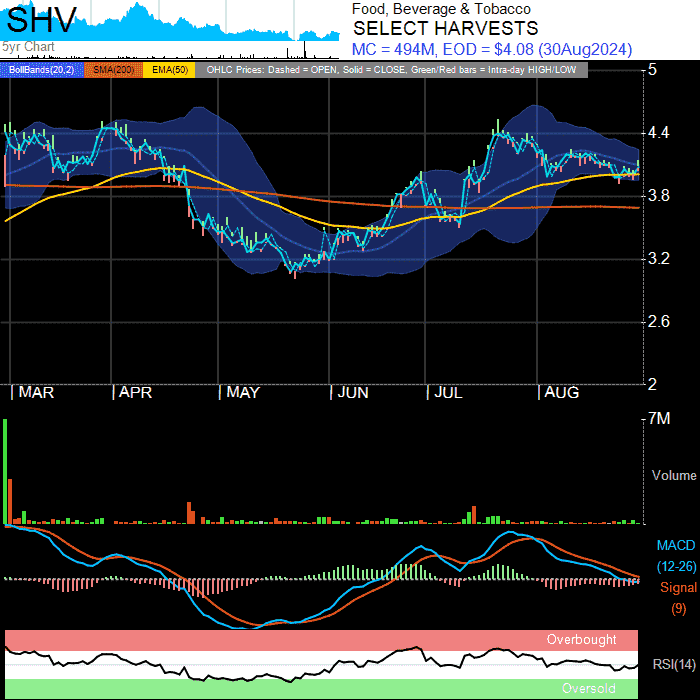 SHV
5yr Chart
Food, Beverage & Tobacco
SELECT HARVESTS
MC = 494M, EOD = $4.08 (30Aug2024)
BollBands(20,2) SMA(200) EMA(50) OHLC Prices: Dashed = OPEN, Solid = CLOSE, Green/Red bars = Intra-day HIGH/LOW
5
4.4
3.8
3.2
2.6
2
MAR APR MAY JUN JUL AUG
7M
Volume
MACD
(12-26)
Signal
(9)
Overbought
RSI(14)
Oversold